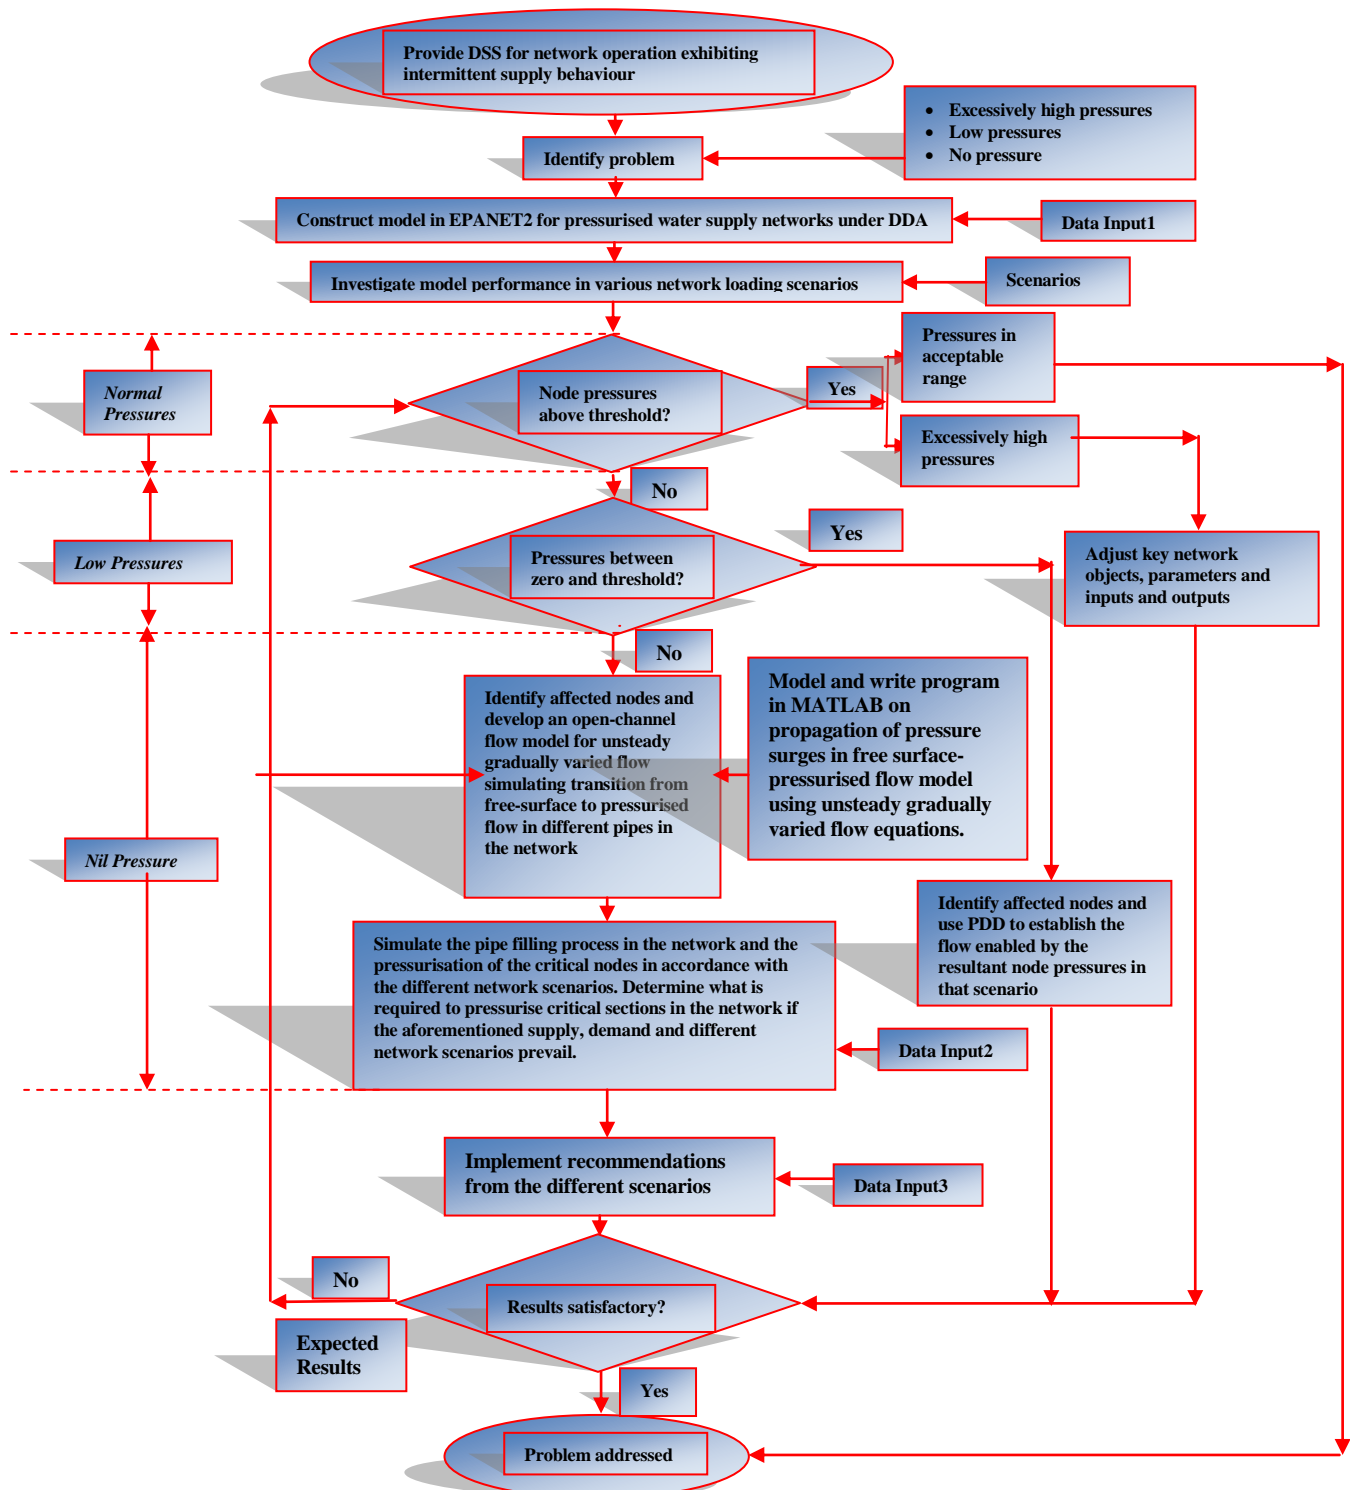 Provide DSS for network operation exhibiting
intermittent supply behaviour
• Excessively high pressures
• Low pressures
• No pressure
Identify problem
Construct model in EPANET2 for pressurised water supply networks under DDA
Data Input1
Investigate model performance in various network loading scenarios
Scenarios
Pressures in
acceptable
range
Normal
Pressures
Node pressures
above threshold?
Yes
Excessively high
pressures
No
Yes
Low Pressures
Pressures between
zero and threshold?
Adjust key network
objects, parameters and
inputs and outputs
No
Identify affected nodes and
develop an open-channel
flow model for unsteady
gradually varied flow
simulating transition from
free-surface to pressurised
flow in different pipes in
the network
Model and write program
in MATLAB on
propagation of pressure
surges in free surface-
pressurised flow model
using unsteady gradually
varied flow equations.
Nil Pressure
Identify affected nodes and
use PDD to establish the
flow enabled by the
resultant node pressures in
that scenario
Simulate the pipe filling process in the network and the
pressurisation of the critical nodes in accordance with
the different network scenarios. Determine what is
required to pressurise critical sections in the network if
the aforementioned supply, demand and different
network scenarios prevail.
Data Input2
Implement recommendations
from the different scenarios
Data Input3
No
Results satisfactory?
Expected
Results
Yes
Problem addressed